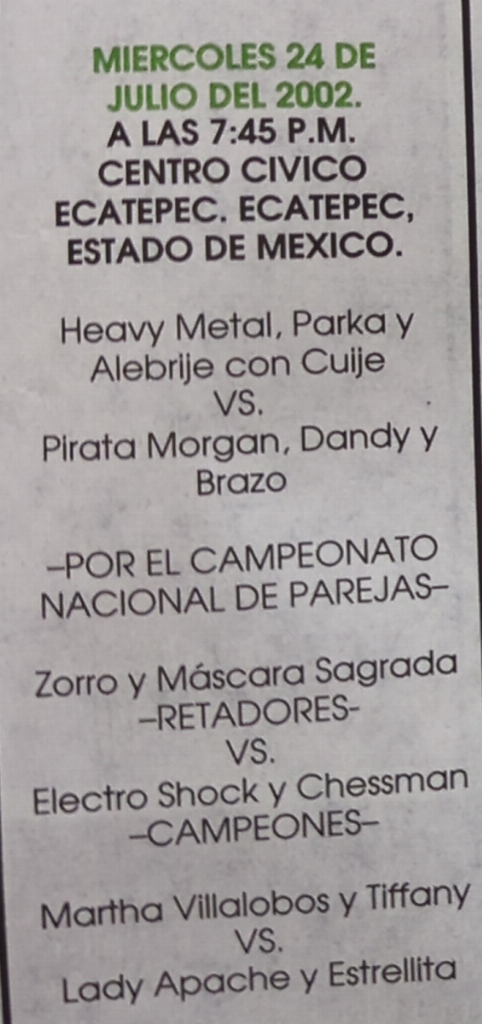 MIERCOLES 24 DE
JULIO DEL 2002.
A LAS 7:45 P.M.
CENTRO CIVICO
ECATEPEC. ECATEPEC,
ESTADO DE MEXICO.
Heavy Metal, Parka y
Alebrije con Cuije
VS.
Pirata Morgan, Dandy y
Brazo
–POR EL CAMPEONATO
NACIONAL DE PAREJAS–
Zorro y Máscara Sagrada
–RETADORES-
VS.
Electro Shock y Chessman
–CAMPEONES–
Martha Villalobos y Tiffany
VS.
Lady Apache y Estrellita